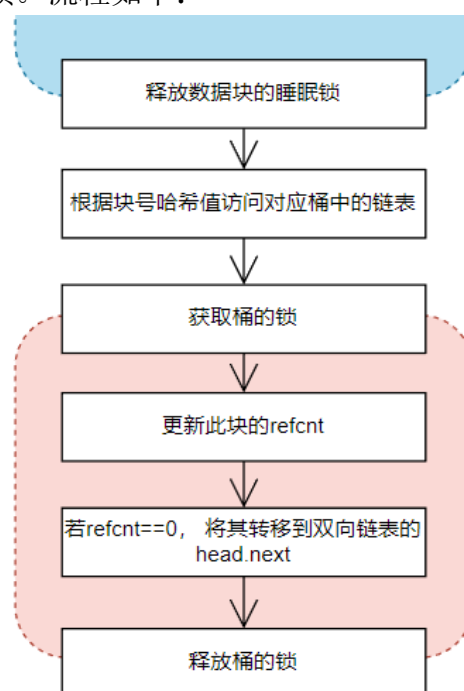 释放数据块的睡眠锁
根据块号哈希值访问对应桶中的链表
获取桶的锁
更新此块的refcnt
若refcnt==0， 将其转移到双向链表的
head.next
释放桶的锁